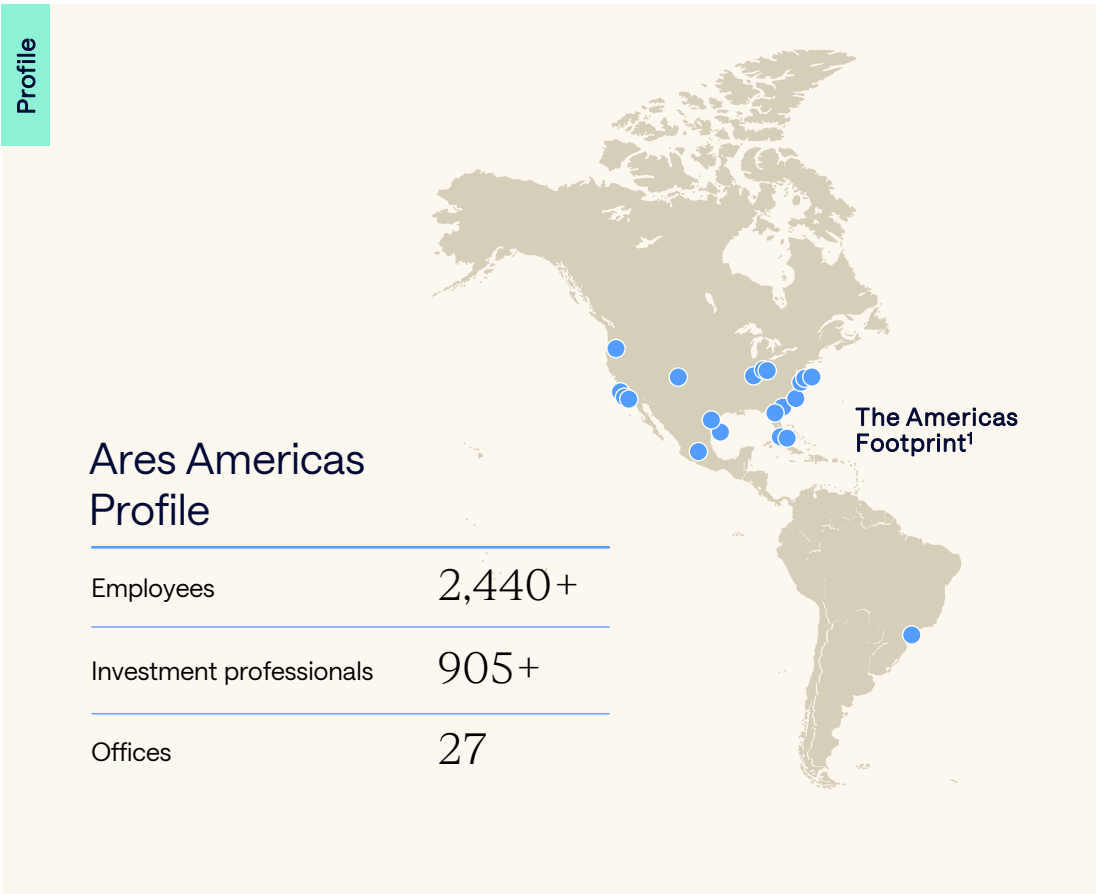 Profile
The Americas
Footprint¹
Ares Americas
Profile
Employees 2,440+
Investment professionals 905+
Offices 27